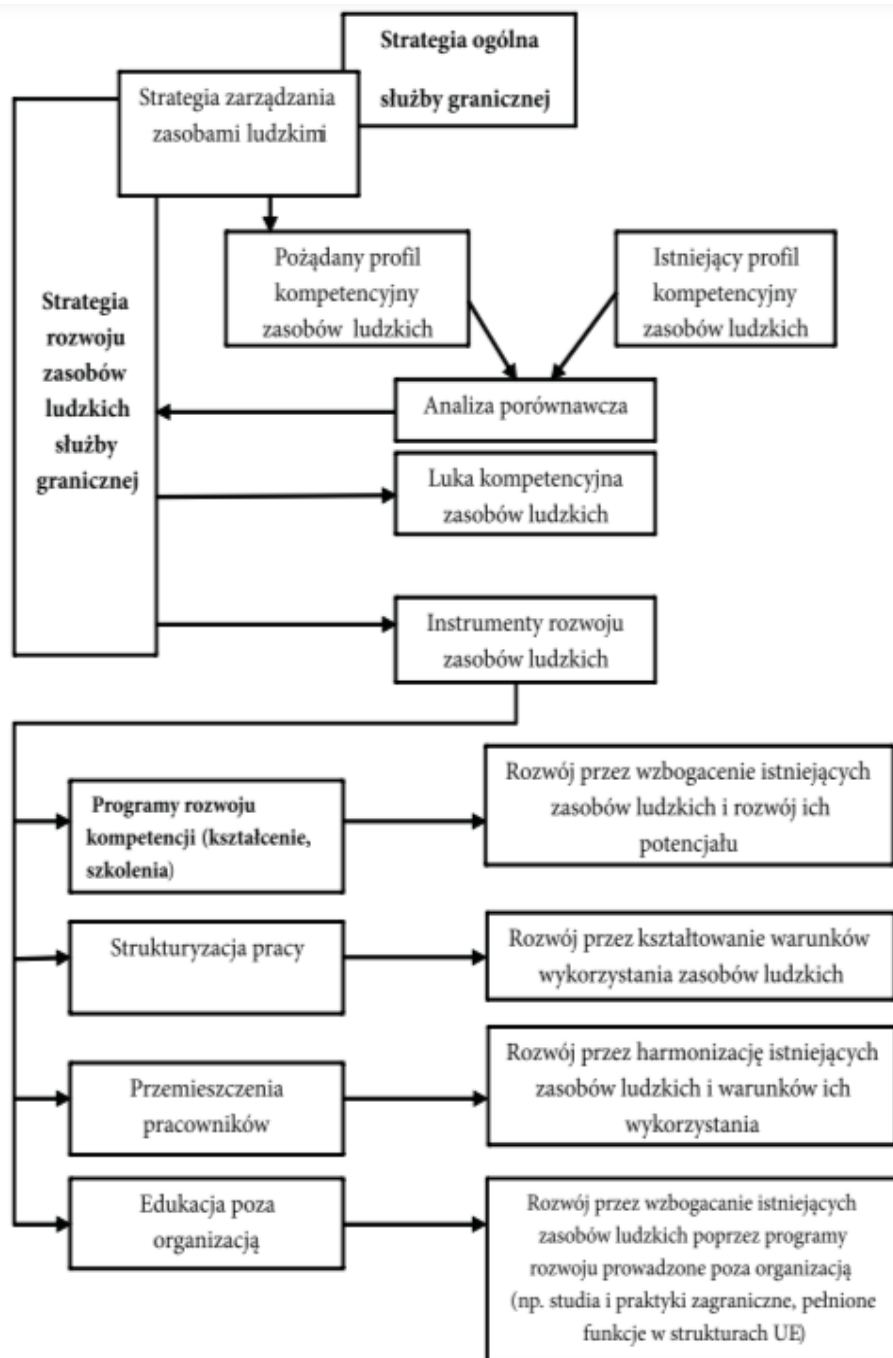 Strategia ogólna
służby granicznej
Strategia zarządzania
zasobami ludzkimi
Pożądany profil
kompetencyjny
zasobów ludzkich
Istniejący profil
kompetencyjny
zasobów ludzkich
Strategia
rozwoju
zasobów
ludzkich
służby
granicznej
Analiza porównawcza
Luka kompetencyjna
zasobów ludzkich
Instrumenty rozwoju
zasobów ludzkich
Programy rozwoju
kompetencji (kształcenie,
szkolenia)
Rozwój przez wzbogacenie istniejących
zasobów ludzkich i rozwój ich
potencjału
Strukturyzacja pracy
Rozwój przez kształtowanie warunków
wykorzystania zasobów ludzkich
Przemieszczenia
pracowników
Rozwój przez harmonizację istniejących
zasobów ludzkich i warunków ich
wykorzystania
Edukacja poza
organizacją
Rozwój przez wzbogacanie istniejących
zasobów ludzkich poprzez programy
rozwoju prowadzone poza organizacją
(np. studia i praktyki zagraniczne, pełnione
funkcje w strukturach UE)